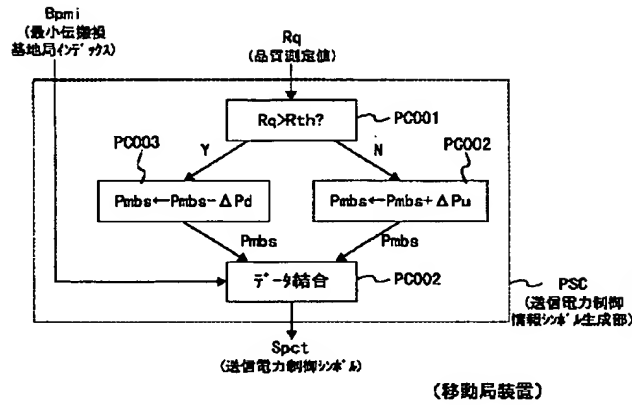 Bpmi
(最小伝搬損
基地局インデックス)
Rq
(品質測定値)
Rq>Rth?
PC001
PC003
Y
N
PC002
Pmbs←Pmbs-ΔPd
Pmbs←Pmbs+ΔPu
Pmbs
Pmbs
データ結合
PC002
PSC
(送信電力制御
情報シンボル生成部)
Spct
(送信電力制御シンボル)
(移動局装置)